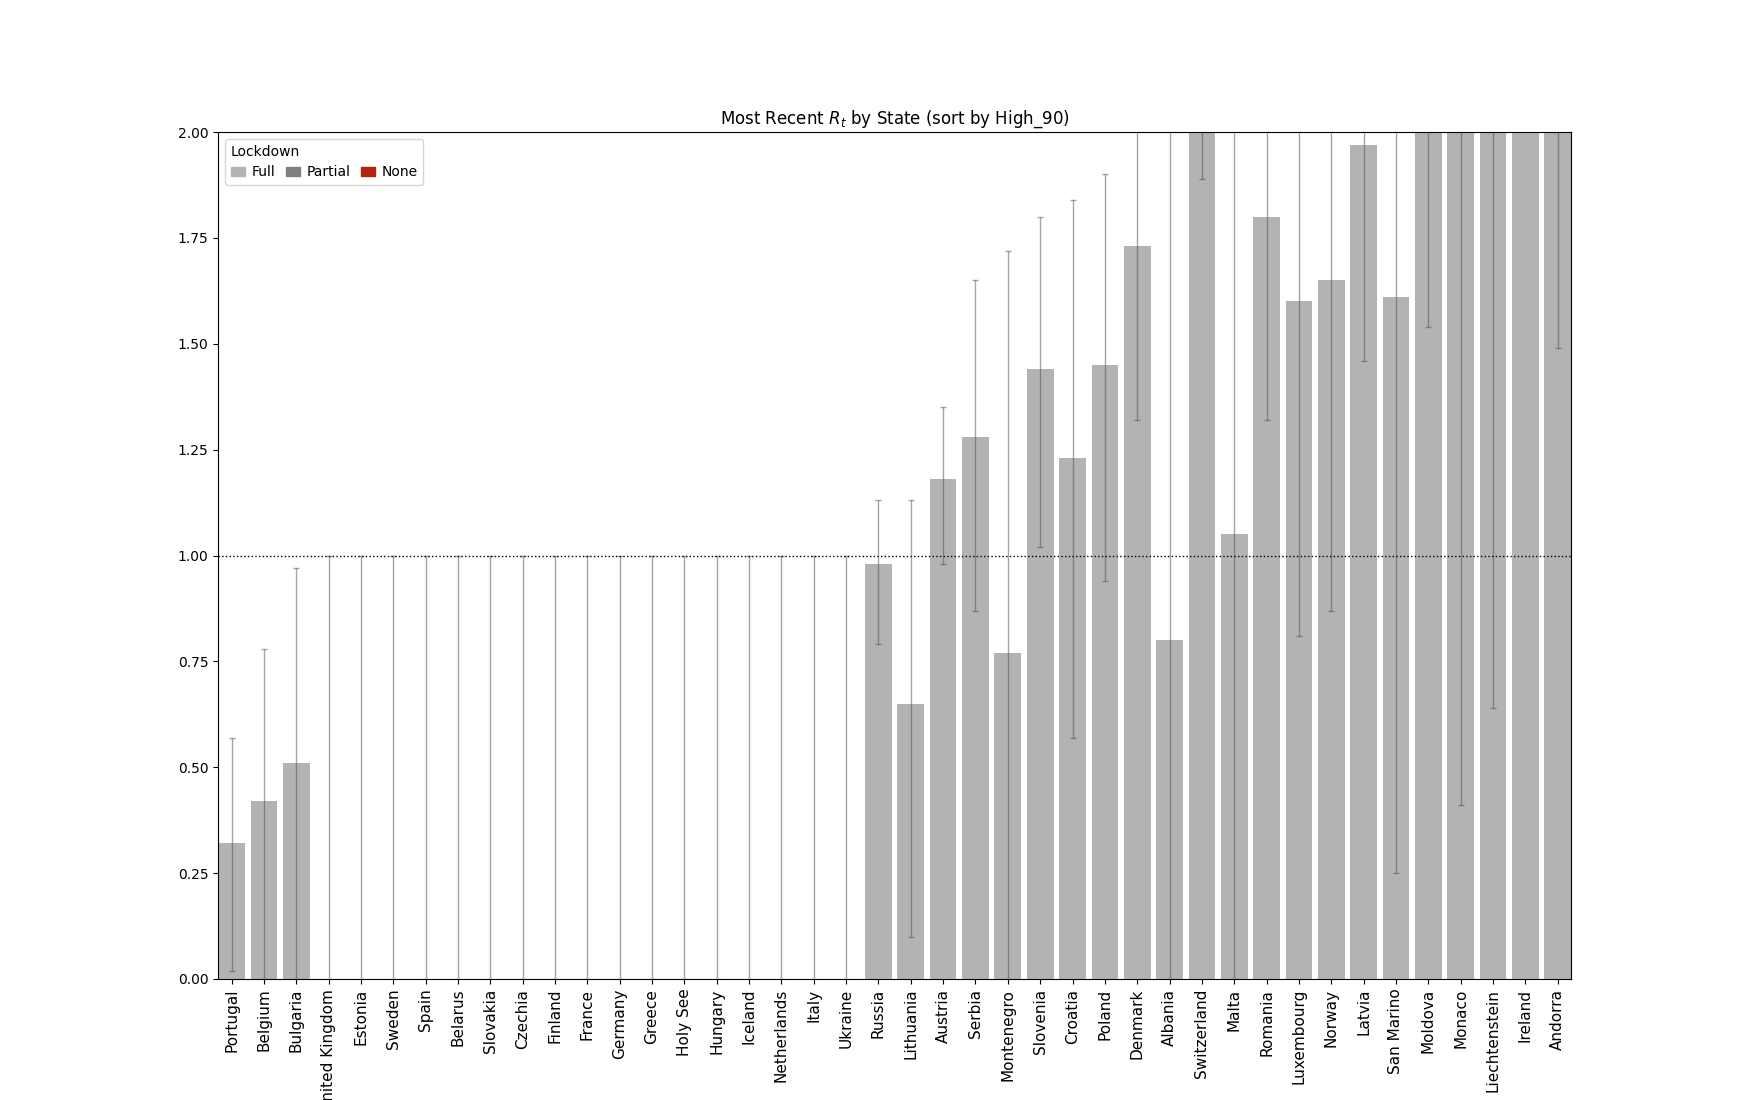 Most Recent R_t by State (sort by High_90)
Lockdown
Full Partial None
2.00
1.75
1.50
1.25
1.00
0.75
0.50
0.25
0.00
Portugal
Belgium
Bulgaria
nited Kingdom
Estonia
Sweden
Spain
Belarus
Slovakia
Czechia
Finland
France
Germany
Greece
Holy See
Hungary
Iceland
Netherlands
Italy
Ukraine
Russia
Lithuania
Austria
Serbia
Montenegro
Slovenia
Croatia
Poland
Denmark
Albania
Switzerland
Malta
Romania
Luxembourg
Norway
Latvia
San Marino
Moldova
Monaco
Liechtenstein
Ireland
Andorra